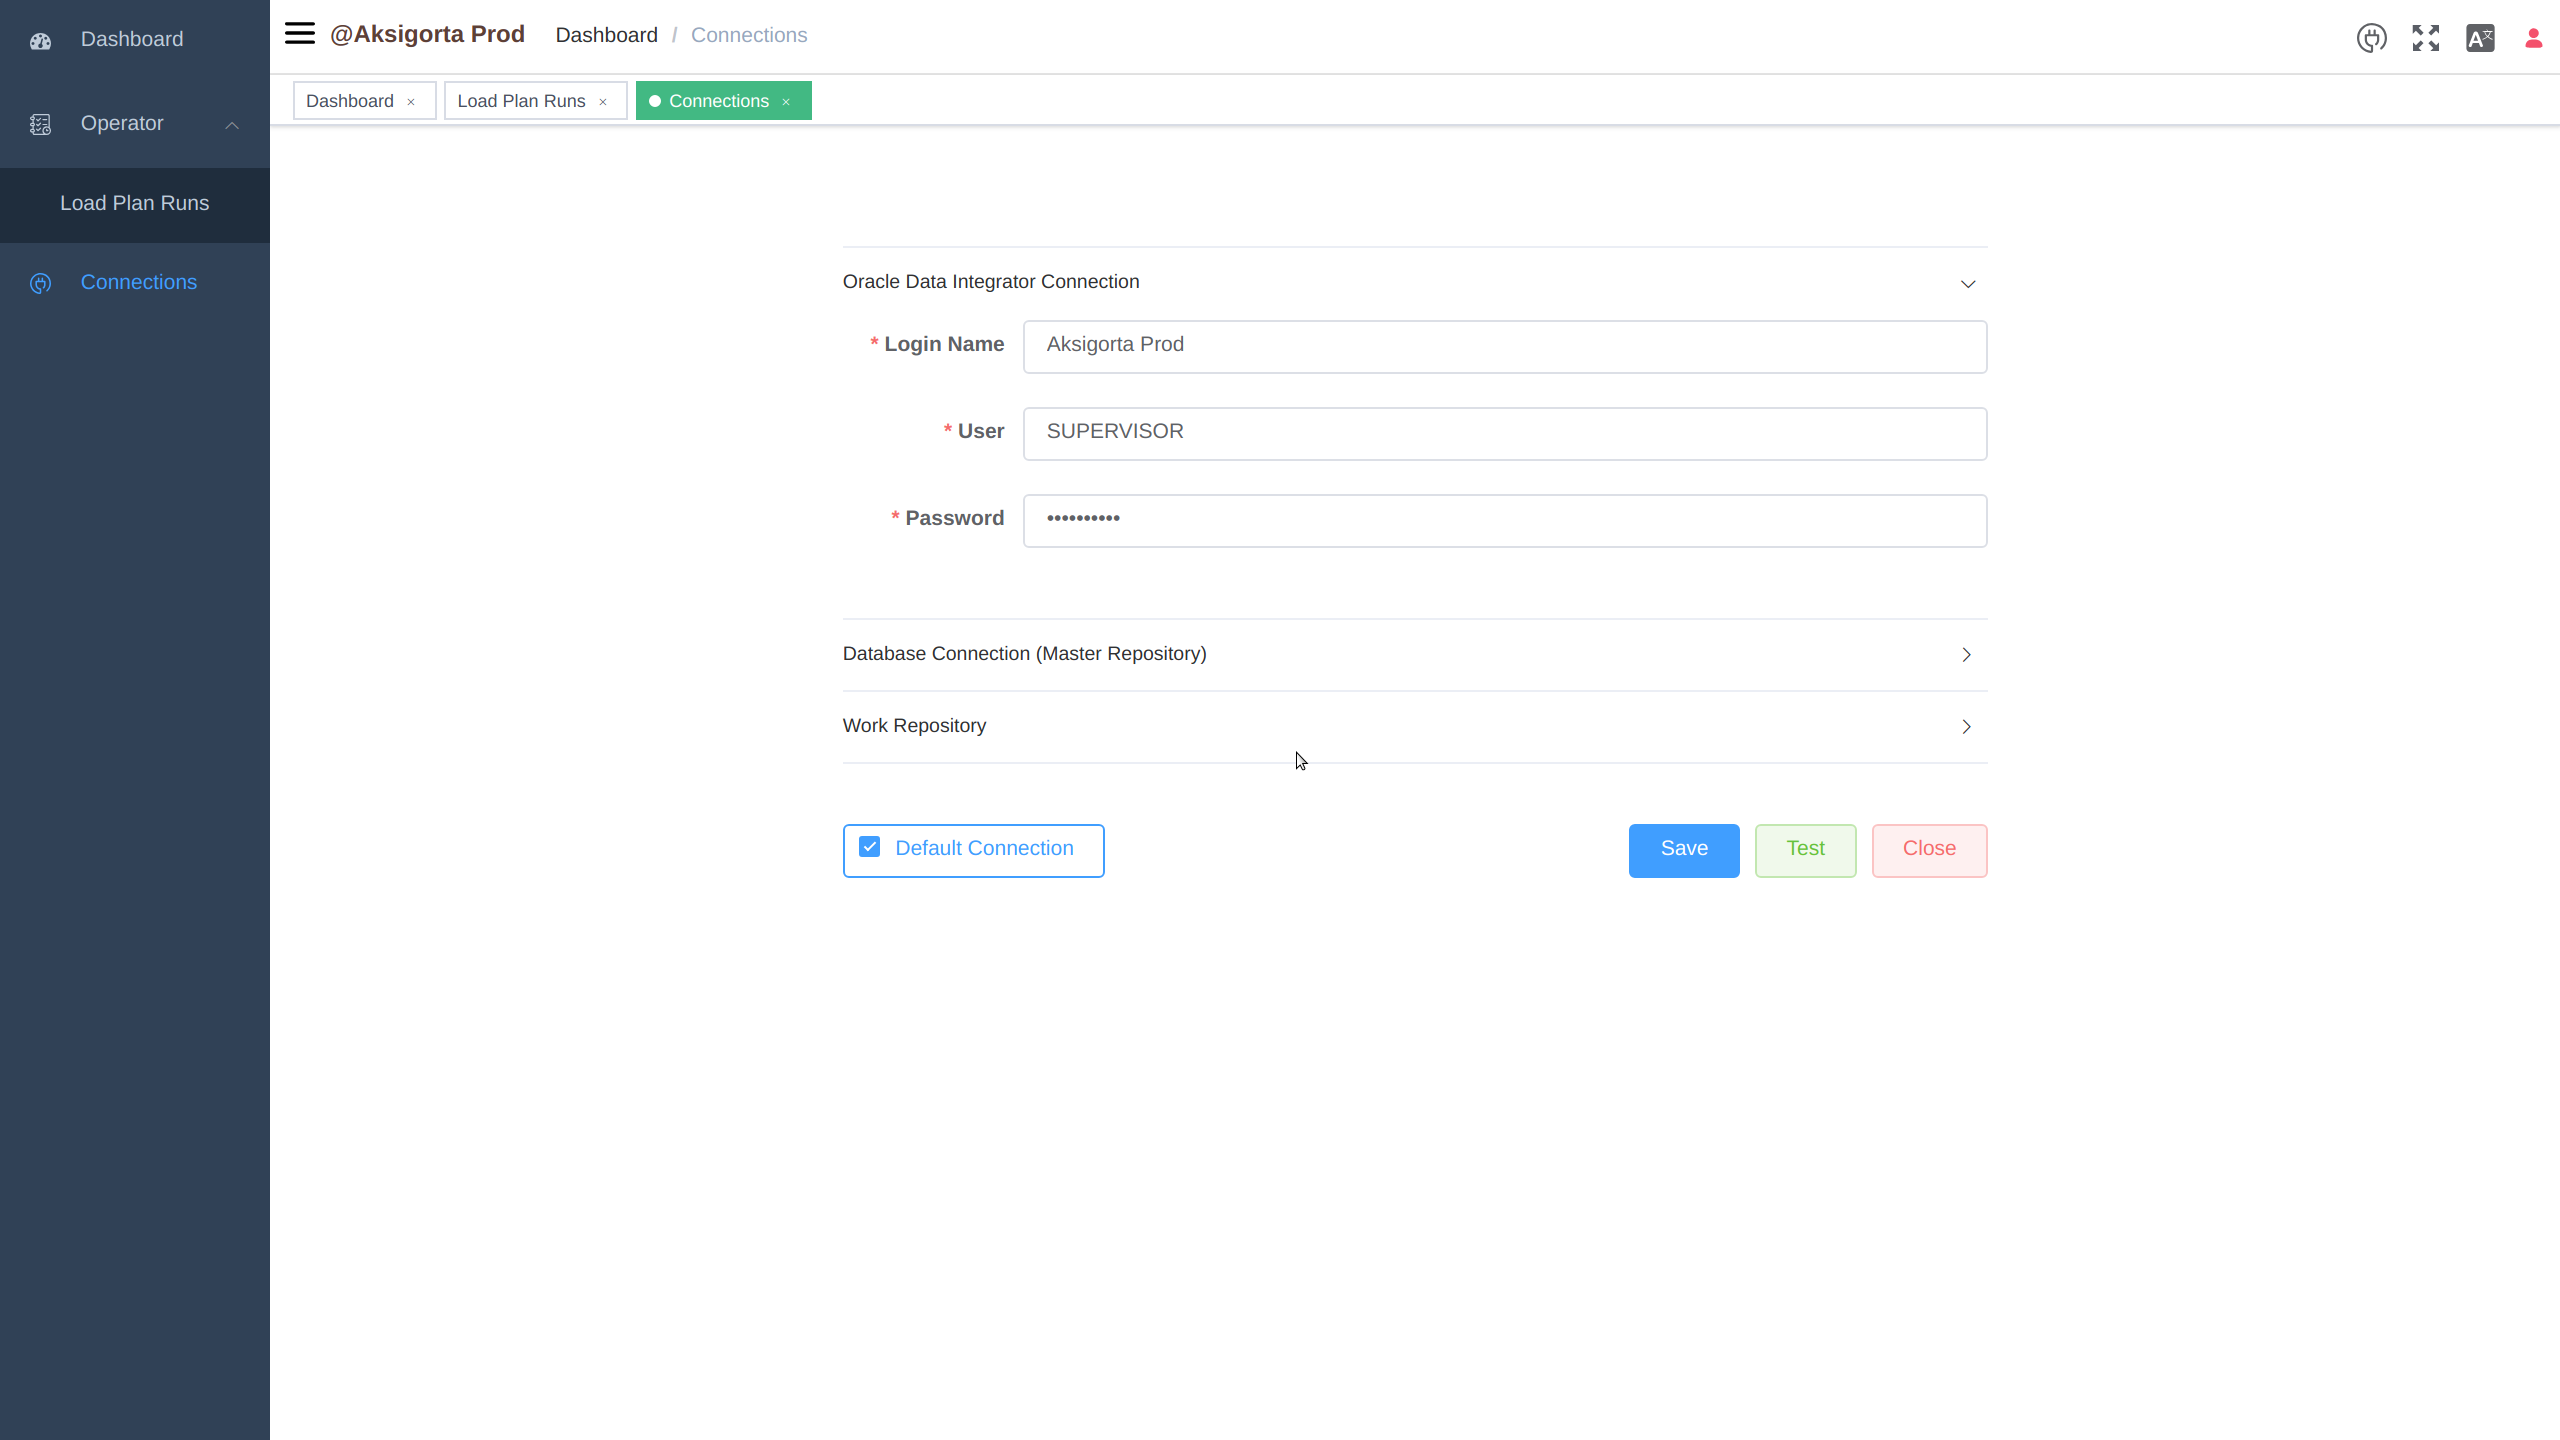 Dashboard
Operator
Load Plan Runs
Connections
@Aksigorta Prod
Dashboard / Connections
Dashboard ×
Load Plan Runs ×
Connections ×
Oracle Data Integrator Connection
* Login Name
Aksigorta Prod
* User
SUPERVISOR
* Password
••••••••••
Database Connection (Master Repository)
Work Repository
Default Connection
Save
Test
Close